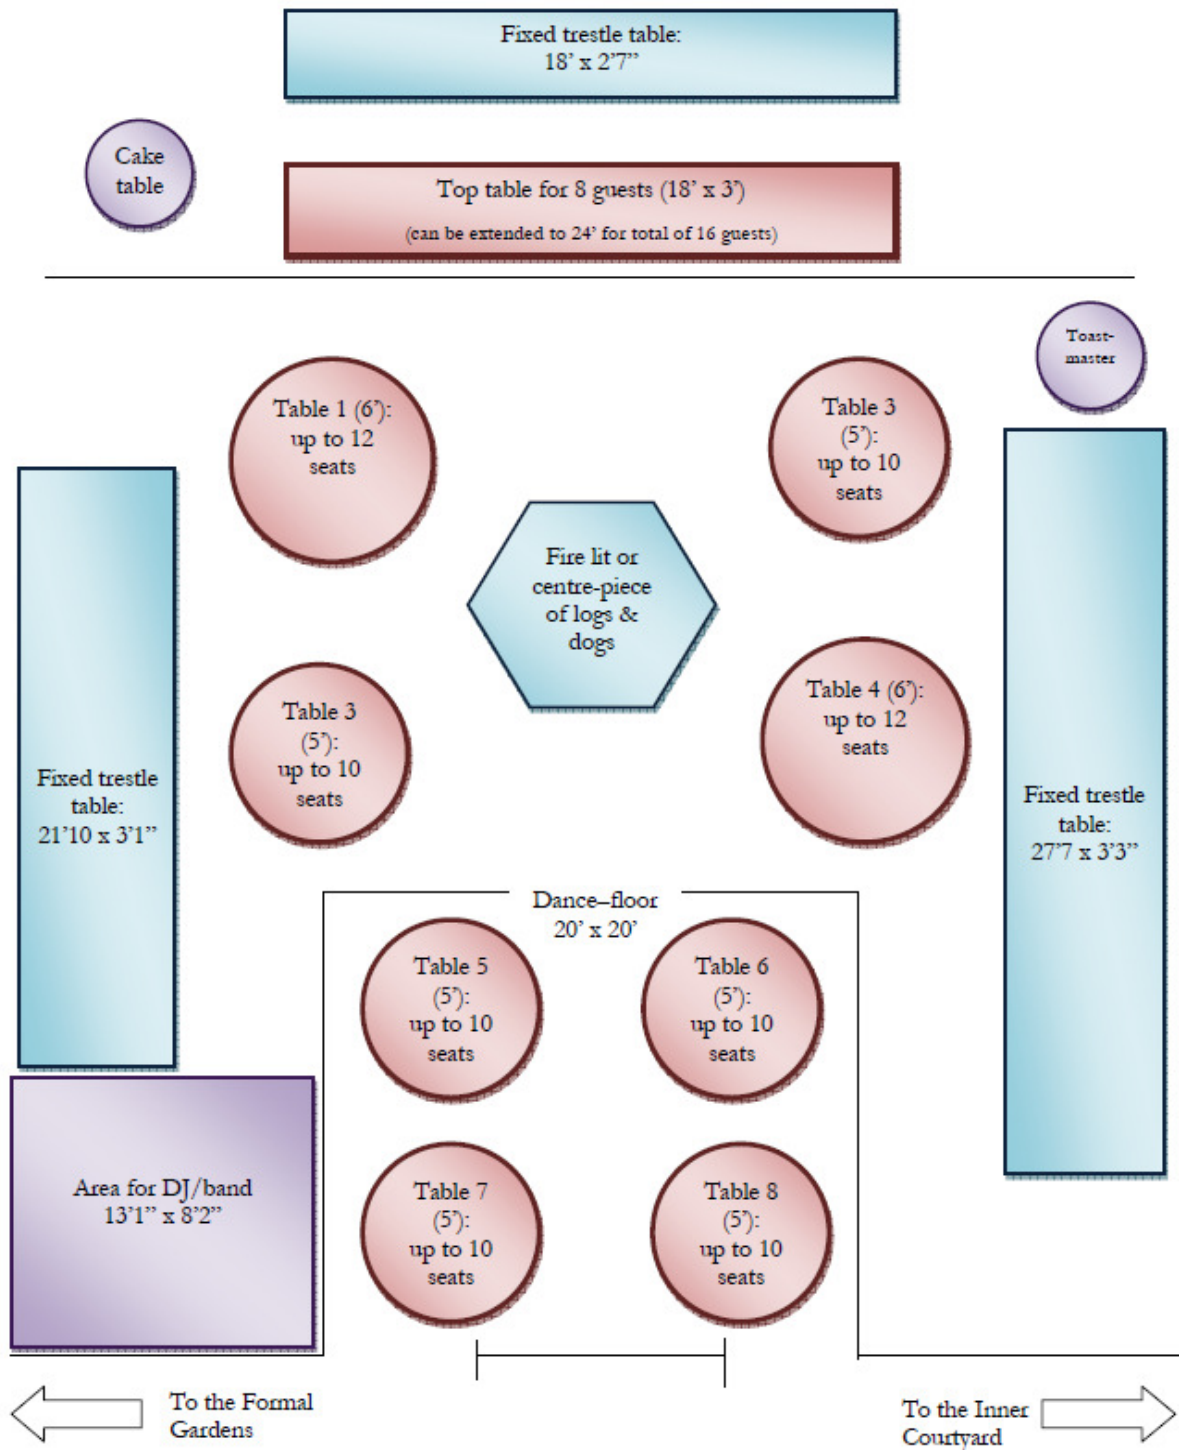 Fixed trestle table:
18’ x 2’7”
Cake
table
Top table for 8 guests (18’ x 3’)
(can be extended to 24’ for total of 16 guests)
Toast-
master
Table 1 (6’):
up to 12
seats
Table 3
(5’):
up to 10
seats
Fire lit or
centre-piece
of logs &
dogs
Table 3
(5’):
up to 10
seats
Table 4 (6’):
up to 12
seats
Fixed trestle
table:
21’10 x 3’1”
Fixed trestle
table:
27’7 x 3’3”
Dance–floor
20’ x 20’
Table 5
(5’):
up to 10
seats
Table 6
(5’):
up to 10
seats
Area for DJ/band
13’1” x 8’2”
Table 7
(5’):
up to 10
seats
Table 8
(5’):
up to 10
seats
To the Formal
Gardens
To the Inner
Courtyard